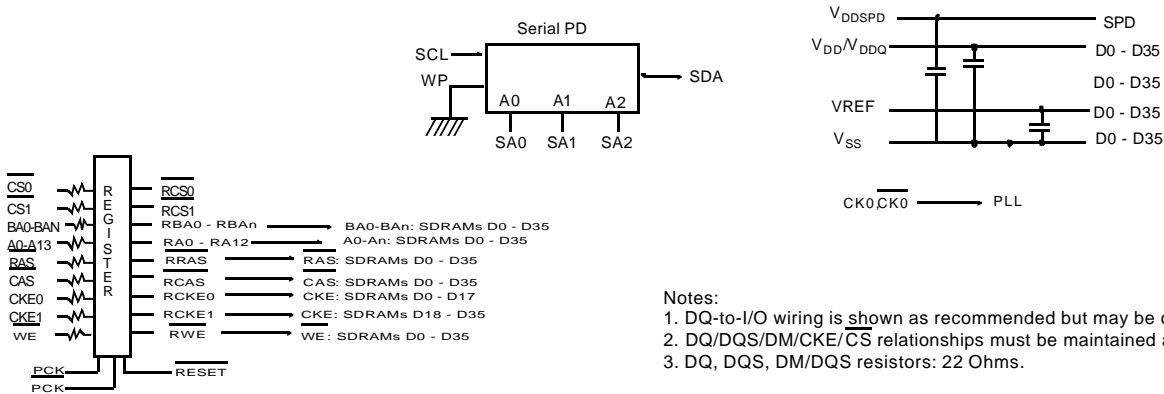 Serial PD
SCL
WP
SDA
A0 A1 A2
SA0 SA1 SA2
VDDSPD SPD
VDD/VDDQ D0 - D35
D0 - D35
VREF D0 - D35
VSS D0 - D35
CK0,CK0 PLL
REGISTER
CS0 RCS0
CS1 RCS1
BA0-BAN RBA0 - RBAn BA0-BAn: SDRAMs D0 - D35
A0-A13 RA0 - RA12 A0-An: SDRAMs D0 - D35
RAS RRAS RAS: SDRAMs D0 - D35
CAS RCAS CAS: SDRAMs D0 - D35
CKE0 RCKE0 CKE: SDRAMs D0 - D17
CKE1 RCKE1 CKE: SDRAMs D18 - D35
WE RWE WE: SDRAMs D0 - D35
PCK RESET
PCK
Notes:
1. DQ-to-I/O wiring is shown as recommended but may be
2. DQ/DQS/DM/CKE/CS relationships must be maintained
3. DQ, DQS, DM/DQS resistors: 22 Ohms.